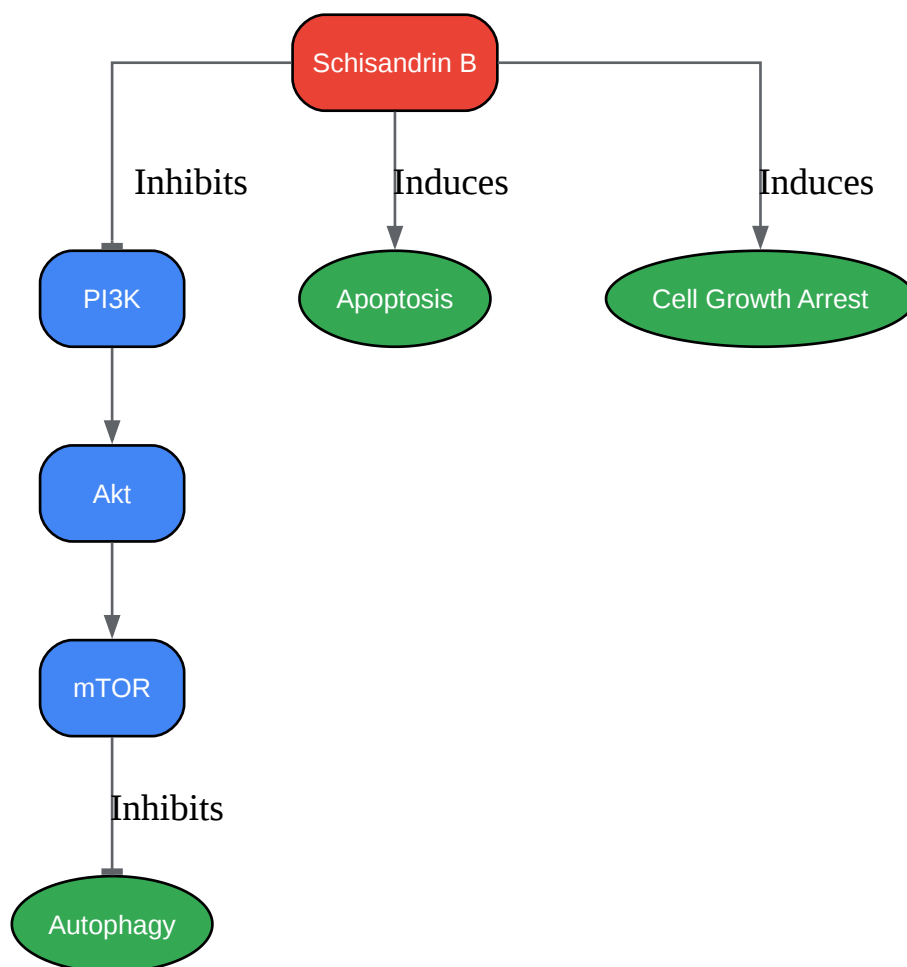 Schisandrin B
Inhibits
Induces
Induces
PI3K
Apoptosis
Cell Growth Arrest
Akt
mTOR
Inhibits
Autophagy